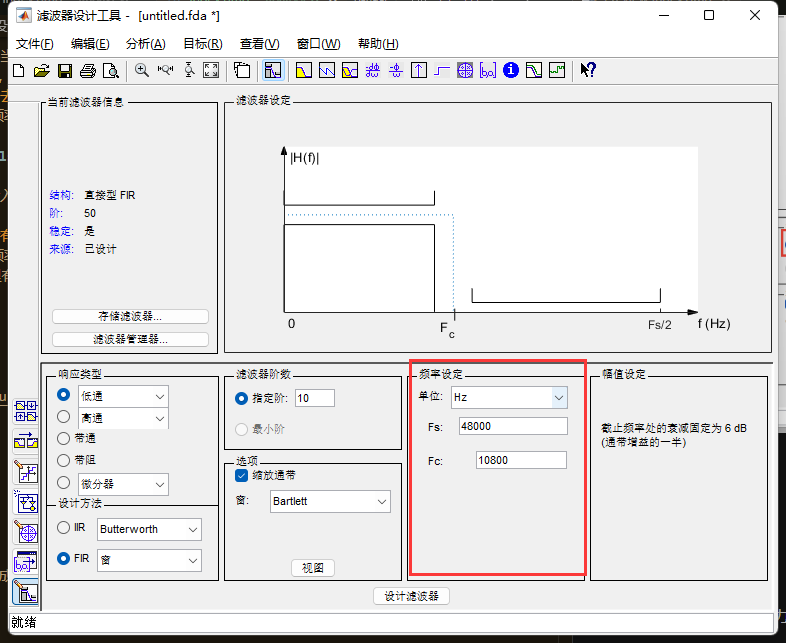 滤波器设计工具 - [untitled.fda *]
文件(F) 编辑(E) 分析(A) 目标(R) 查看(V) 窗口(W) 帮助(H)
当前滤波器信息
结构: 直接型 FIR
阶: 50
稳定: 是
来源: 已设计
存储滤波器...
滤波器管理器...
滤波器设定
|H(f)|
0
Fc
Fs/2
f (Hz)
响应类型
低通
高通
带通
带阻
微分器
设计方法
IIR Butterworth
FIR 窗
滤波器阶数
指定阶: 10
最小阶
选项
缩放通带
窗: Bartlett
视图
频率设定
单位: Hz
Fs: 48000
Fc: 10800
幅值设定
截止频率处的衰减固定为 6 dB
(通带增益的一半)
设计滤波器
就绪